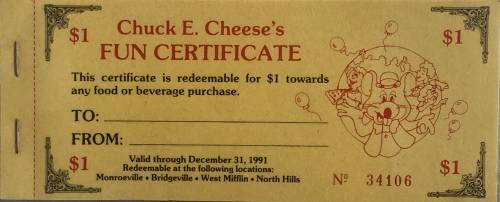 $1 Chuck E. Cheese's $1
FUN CERTIFICATE
This certificate is redeemable for $1 towards
any food or beverage purchase.
TO:
FROM:
Valid through December 31, 1991
Redeemable at the following locations:
$1 Monroeville • Bridgeville • West Mifflin • North Hills Nº 34106 $1